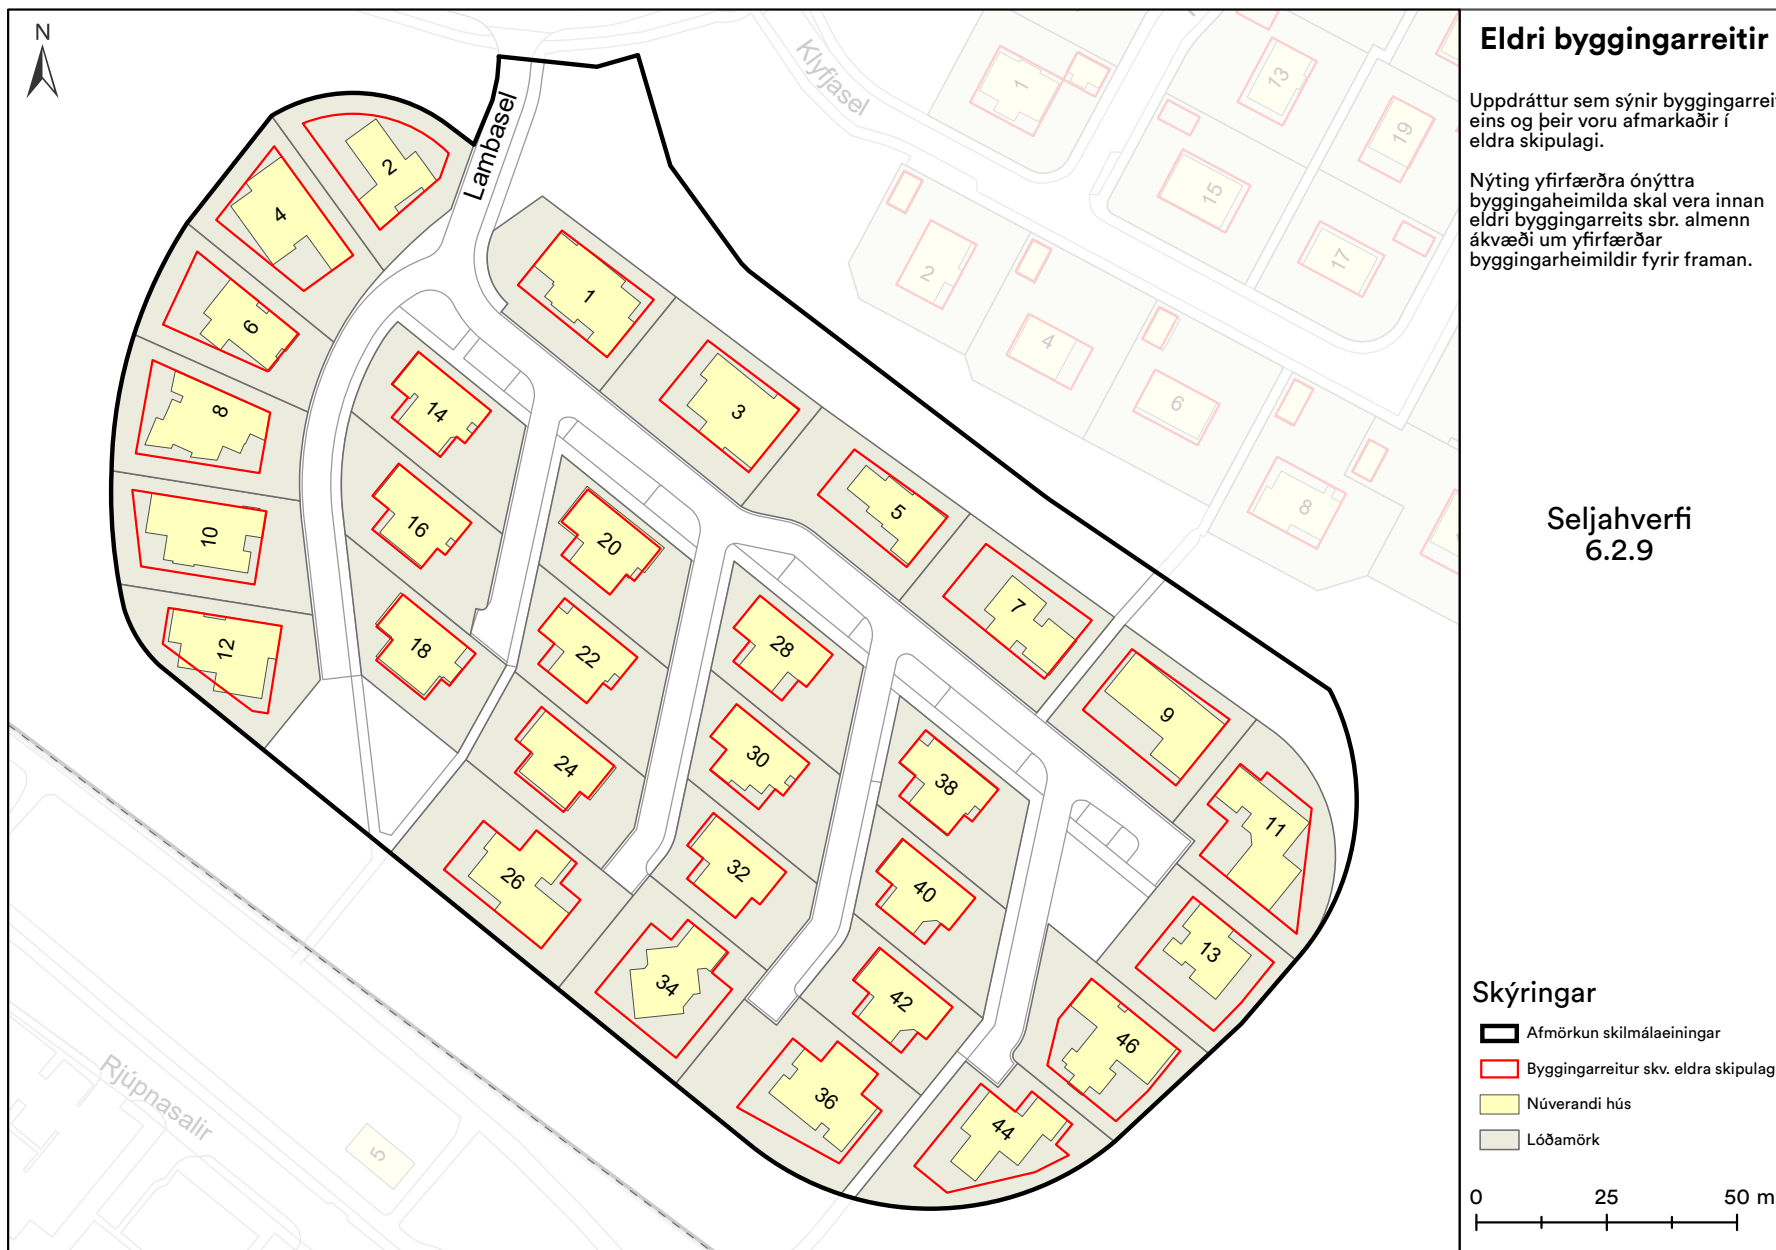 Eldri byggingarreitir
Uppdráttur sem sýnir byggingarreit
eins og þeir voru afmarkaðir í
eldra skipulagi.
Nýting yfirfærðra ónýttra
byggingaheimilda skal vera innan
eldri byggingarreits sbr. almenn
ákvæði um yfirfærðar
byggingarheimildir fyrir framan.
Seljahverfi
6.2.9
Skýringar
Afmörkun skilmálaeiningar
Byggingarreitur skv. eldra skipulag
Núverandi hús
Lóðamörk
0 25 50 m
N
Lambasel
Klyfjasel
Rjúpnasalir
2
4
6
8
10
12
14
16
18
20
22
24
26
28
30
32
34
36
38
40
42
44
46
1
3
5
7
9
11
13
1
13
19
15
17
2
4
6
8
5